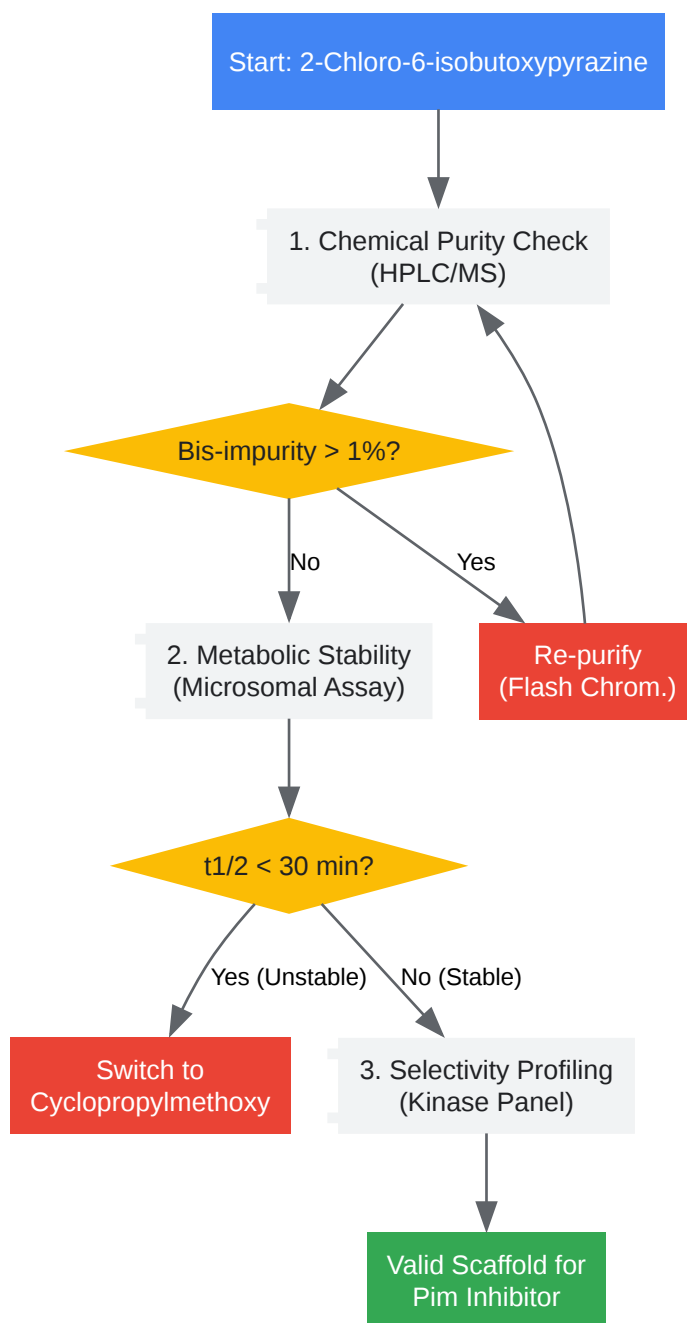 Start: 2-Chloro-6-isobutoxypyrazine
1. Chemical Purity Check
(HPLC/MS)
Bis-impurity > 1%?
No
Yes
2. Metabolic Stability
(Microsomal Assay)
Re-purify
(Flash Chrom.)
t1/2 < 30 min?
Yes (Unstable)
No (Stable)
Switch to
Cyclopropylmethoxy
3. Selectivity Profiling
(Kinase Panel)
Valid Scaffold for
Pim Inhibitor